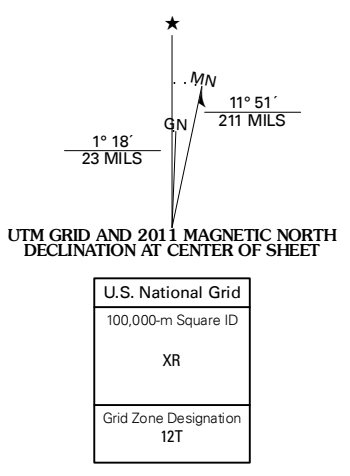 ★
MN
11° 51´
211 MILS
GN
1° 18´
23 MILS
UTM GRID AND 2011 MAGNETIC NORTH
DECLINATION AT CENTER OF SHEET
U.S. National Grid
100,000-m Square ID
XR
Grid Zone Designation
12T